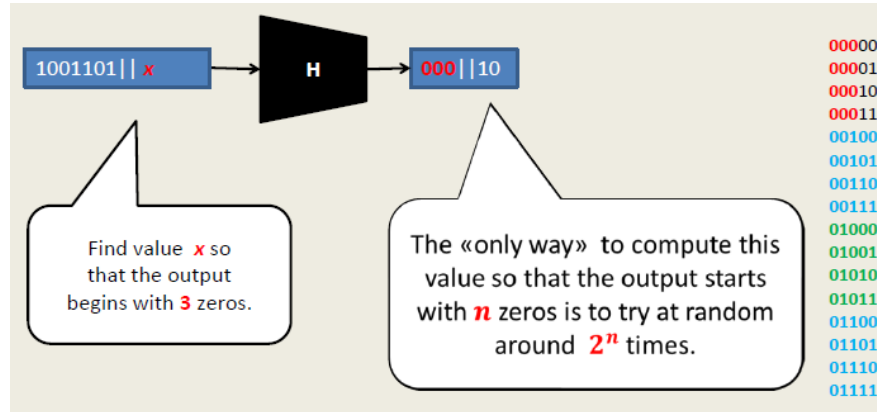 1001101|| x
H
000||10
Find value x so
that the output
begins with 3 zeros.
The «only way» to compute this
value so that the output starts
with n zeros is to try at random
around 2ⁿ times.
00000
00001
00010
00011
00100
00101
00110
00111
01000
01001
01010
01011
01100
01101
01110
01111